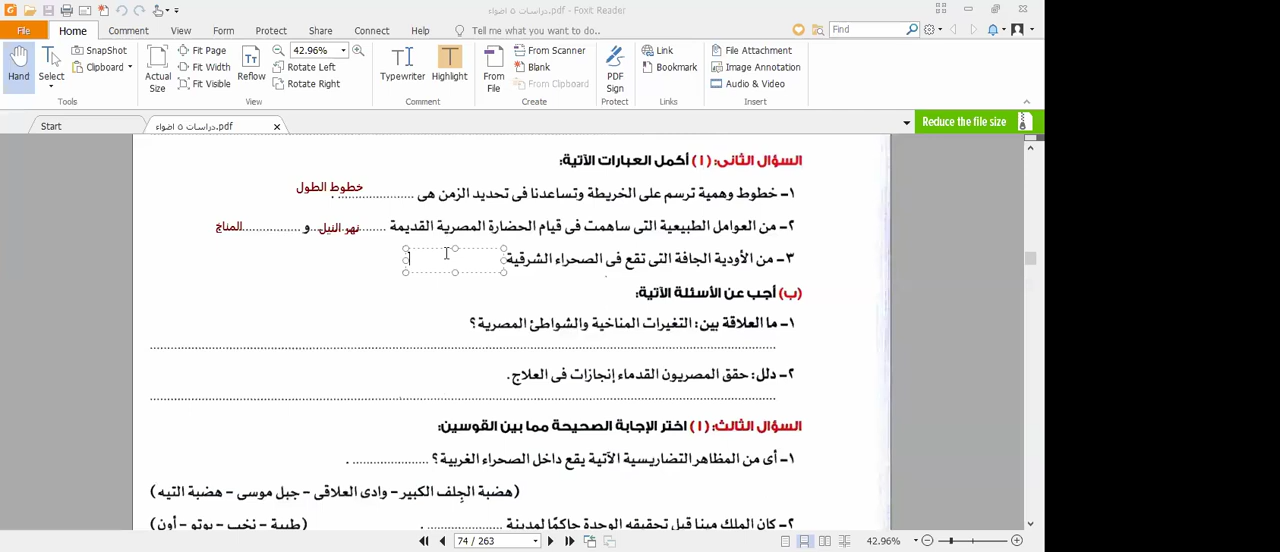 دراسات ٥ اضواء.pdf - Foxit Reader
File Home Comment View Form Protect Share Connect Help Tell me what you want to do.. Find
SnapShot Fit Page 42.96% From Scanner Link File Attachment
Clipboard Fit Width Rotate Left Blank Bookmark Image Annotation
Hand Select Actual Size Fit Visible Reflow Rotate Right Typewriter Highlight From File From Clipboard PDF Sign Audio & Video
Tools View Comment Create Protect Links Insert
Start دراسات ٥ اضواء.pdf Reduce the file size
السؤال الثانى: (١) أكمل العبارات الآتية:
١- خطوط وهمية ترسم على الخريطة وتساعدنا فى تحديد الزمن هى خطوط الطول .
٢- من العوامل الطبيعية التى ساهمت فى قيام الحضارة المصرية القديمة نهر النيل و المناخ
٣- من الأودية الجافة التى تقع فى الصحراء الشرقية
(ب) أجب عن الأسئلة الآتية:
١- ما العلاقة بين: التغيرات المناخية والشواطئ المصرية؟
٢- دلل: حقق المصريون القدماء إنجازات فى العلاج.
السؤال الثالث: (١) اختر الإجابة الصحيحة مما بين القوسين:
١- أى من المظاهر التضاريسية الآتية يقع داخل الصحراء الغربية؟ .
(هضبة الجِلف الكبير – وادى العلاقى – جبل موسى – هضبة التيه)
٢- كان الملك مينا قبل تحقيقه الوحدة حاكمًا لمدينة .
(طيبة – نخب – بوتو – أون)
74 / 263 42.96%